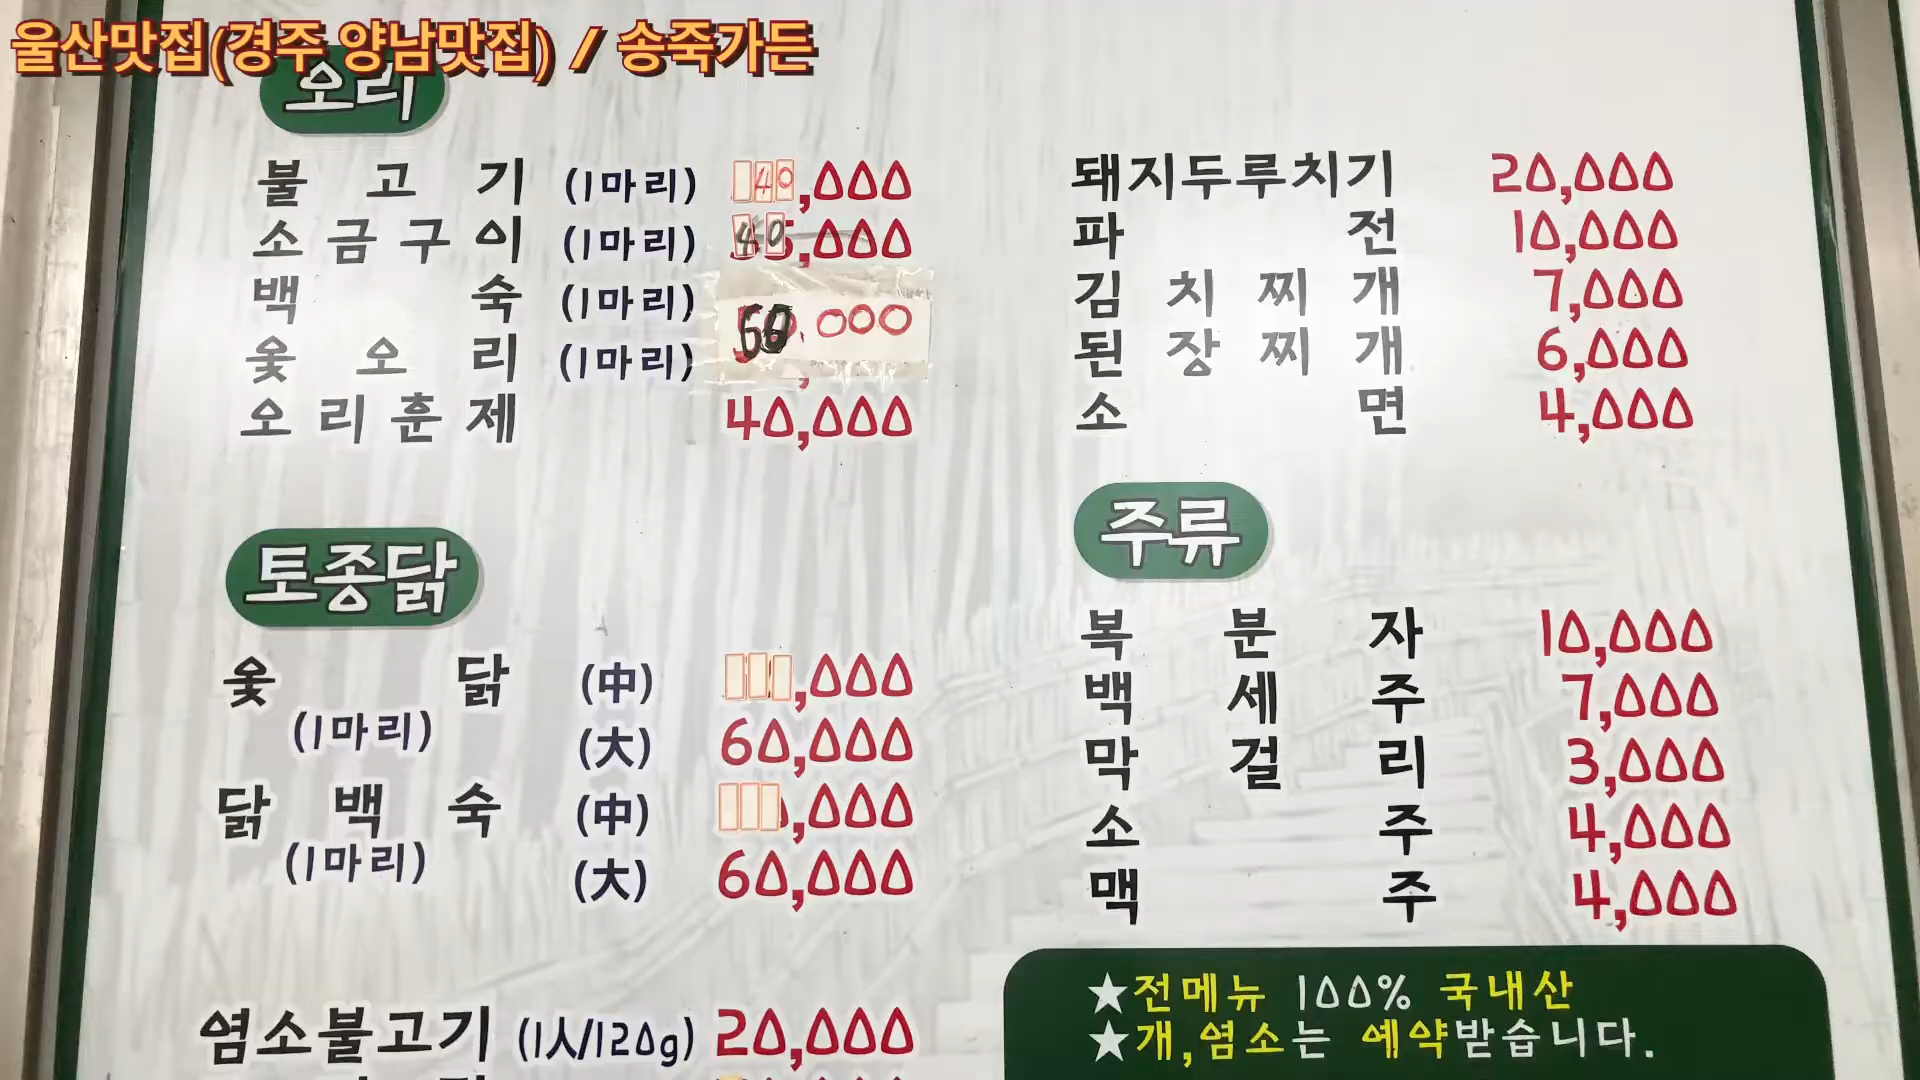 울산맛집(경주 양남맛집) / 송죽가든
오리
불고기 (1마리) 40,000
소금구이 (1마리) 40,000
백숙 (1마리)
60,000
옻오리 (1마리)
오리훈제 40,000
토종닭
옻닭 (中) ,000
(1마리) (大) 60,000
닭백숙 (中) ,000
(1마리) (大) 60,000
염소불고기 (1人/120g) 20,000
돼지두루치기 20,000
파전 10,000
김치찌개 7,000
된장찌개 6,000
소면 4,000
주류
복분자 10,000
백세주 7,000
막걸리 3,000
소주 4,000
맥주 4,000
★전메뉴 100% 국내산
★개,염소는 예약받습니다.